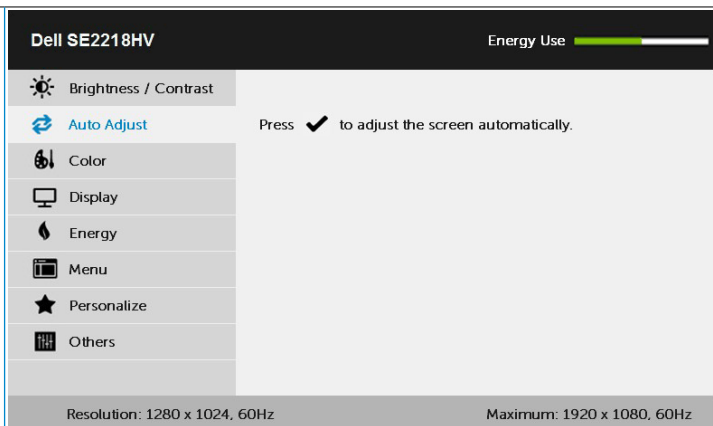 Dell SE2218HV
Energy Use
Brightness / Contrast
Auto Adjust
Press ✔ to adjust the screen automatically.
Color
Display
Energy
Menu
Personalize
Others
Resolution: 1280 x 1024, 60Hz
Maximum: 1920 x 1080, 60Hz